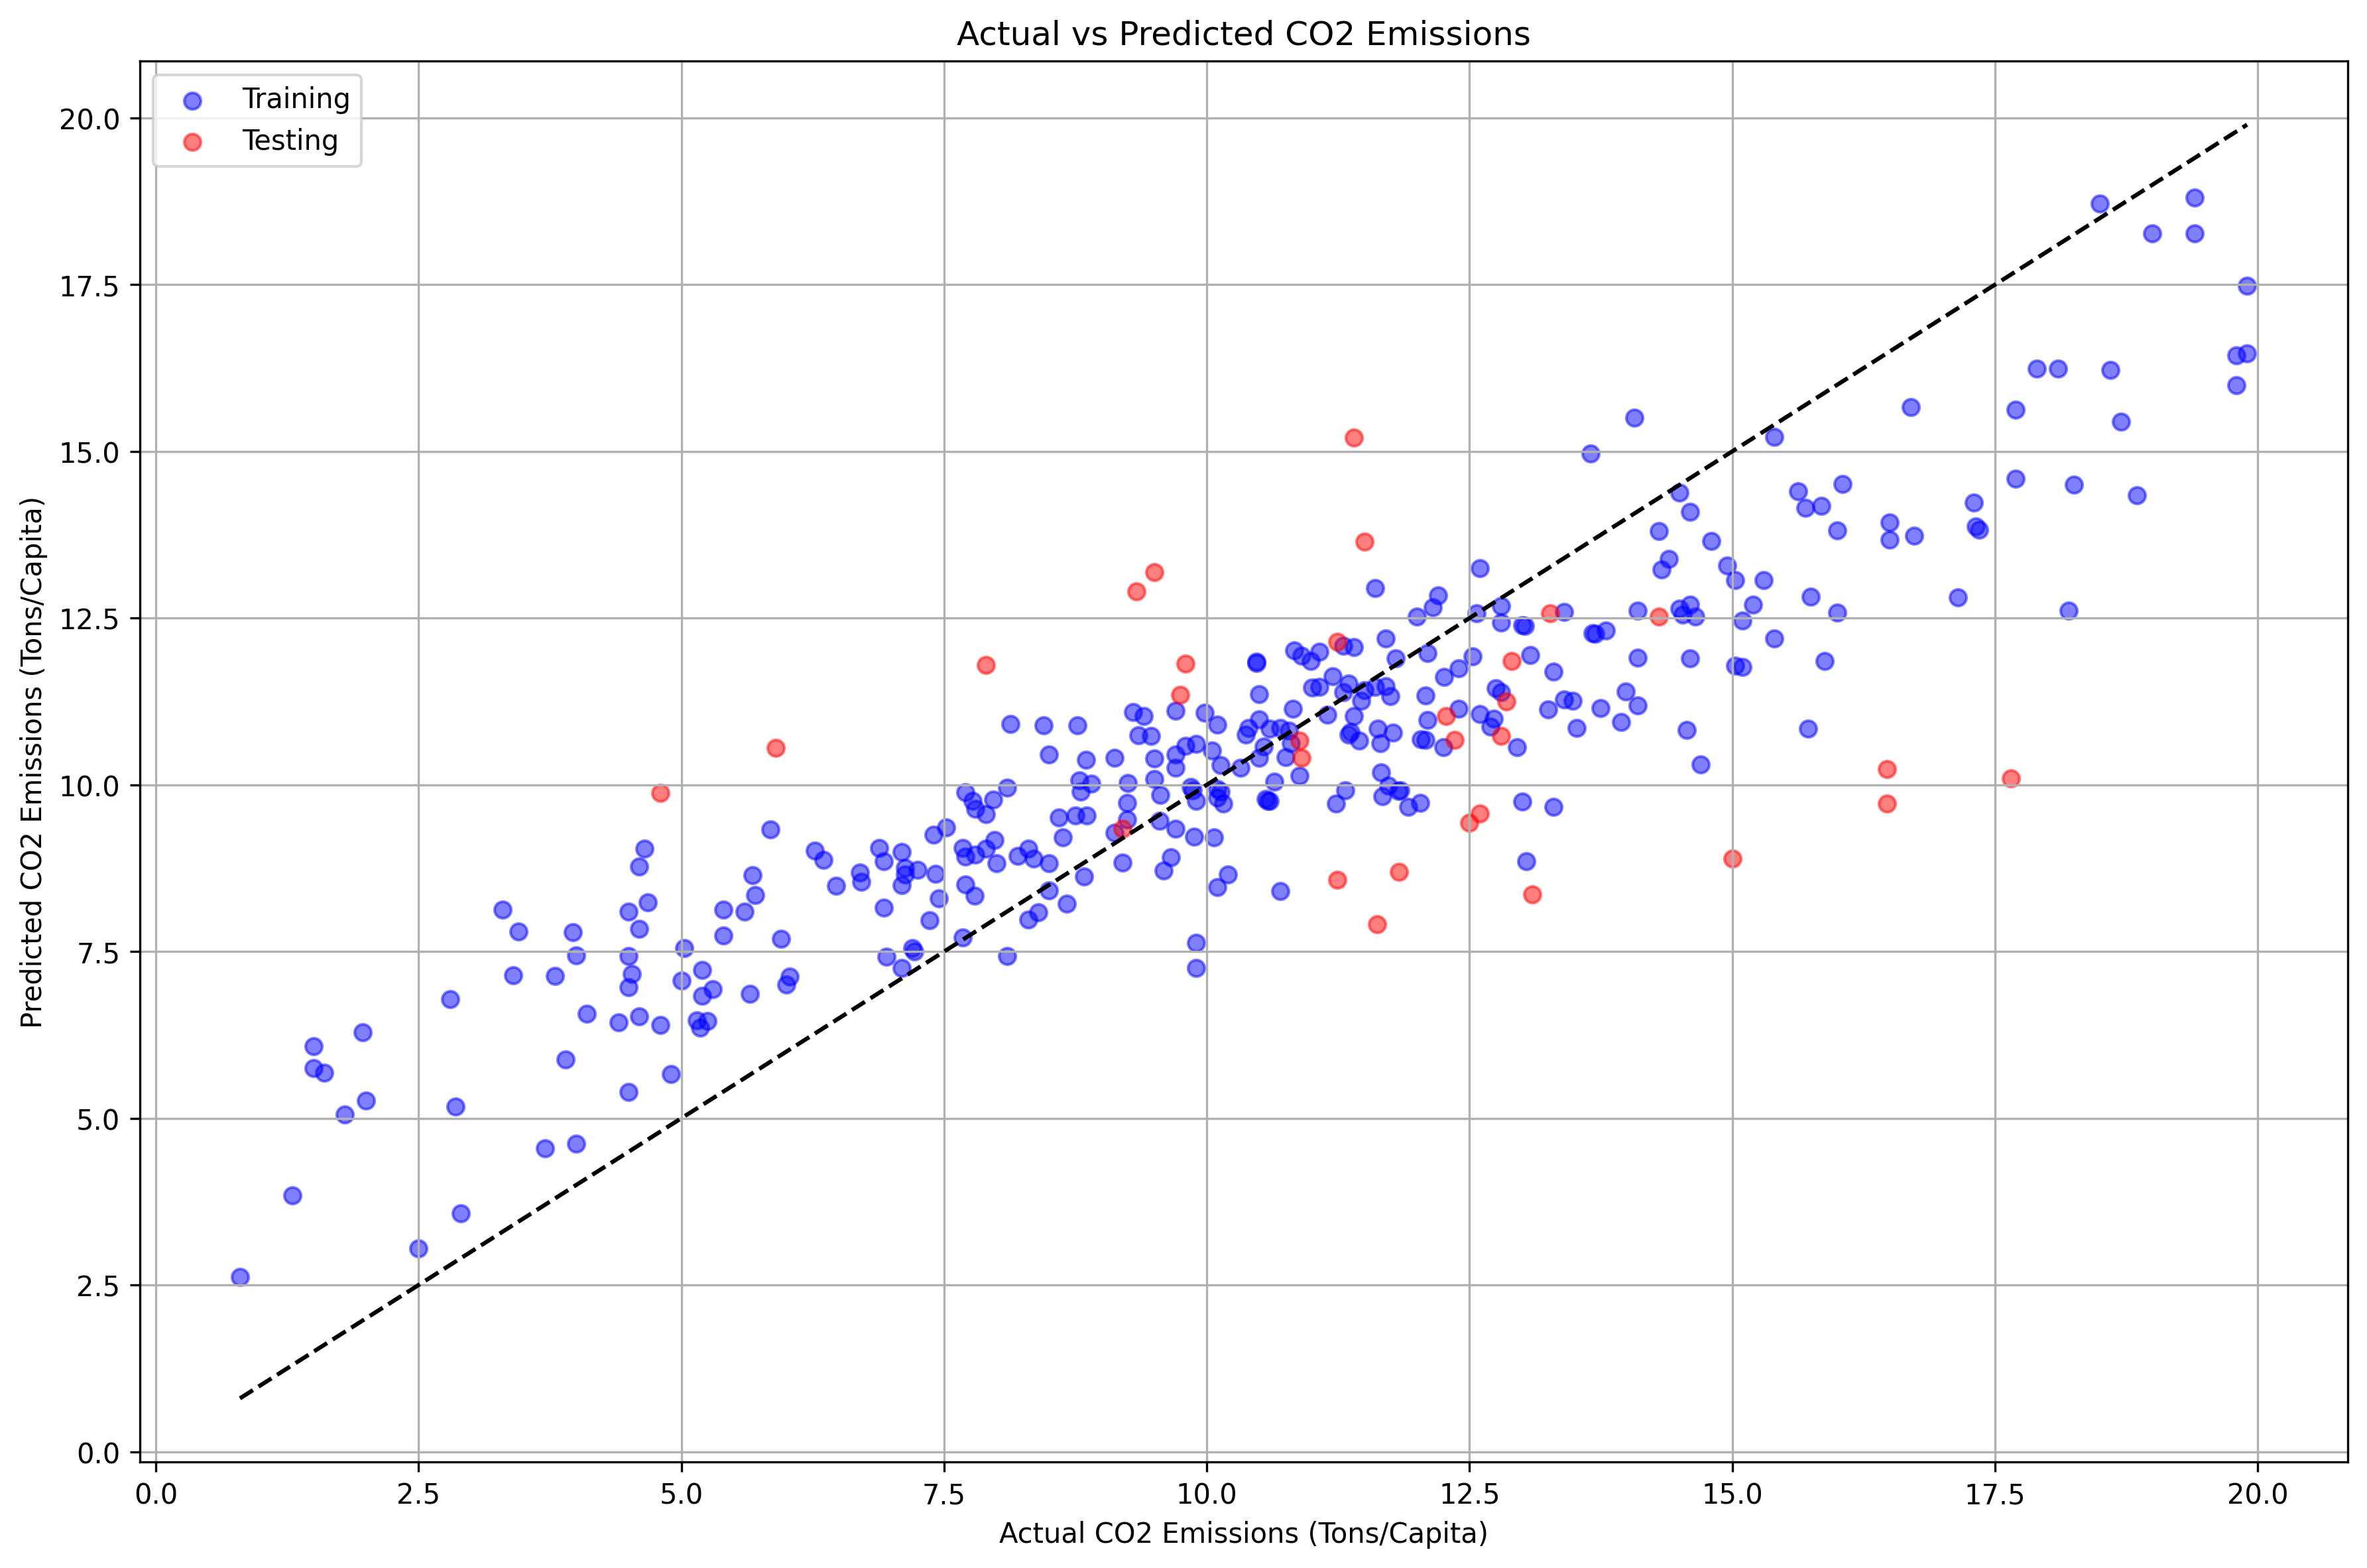 Actual vs Predicted CO2 Emissions
Training
Testing
20.0
17.5
15.0
12.5
10.0
7.5
5.0
2.5
0.0
Predicted CO2 Emissions (Tons/Capita)
0.0 2.5 5.0 7.5 10.0 12.5 15.0 17.5 20.0
Actual CO2 Emissions (Tons/Capita)